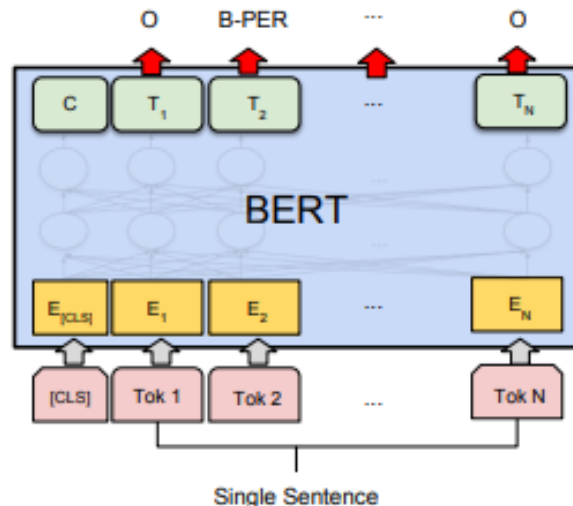 O B-PER ... O
C T1 T2 ... TN
...
BERT
...
E[CLS] E1 E2 ... EN
[CLS] Tok 1 Tok 2 ... Tok N
Single Sentence